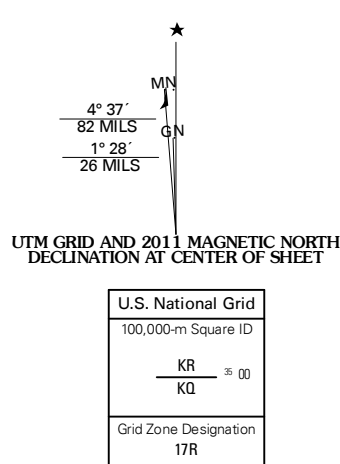 MN
4° 37´
82 MILS
GN
1° 28´
26 MILS
UTM GRID AND 2011 MAGNETIC NORTH
DECLINATION AT CENTER OF SHEET
U.S. National Grid
100,000-m Square ID
KR
35 00
KQ
Grid Zone Designation
17R